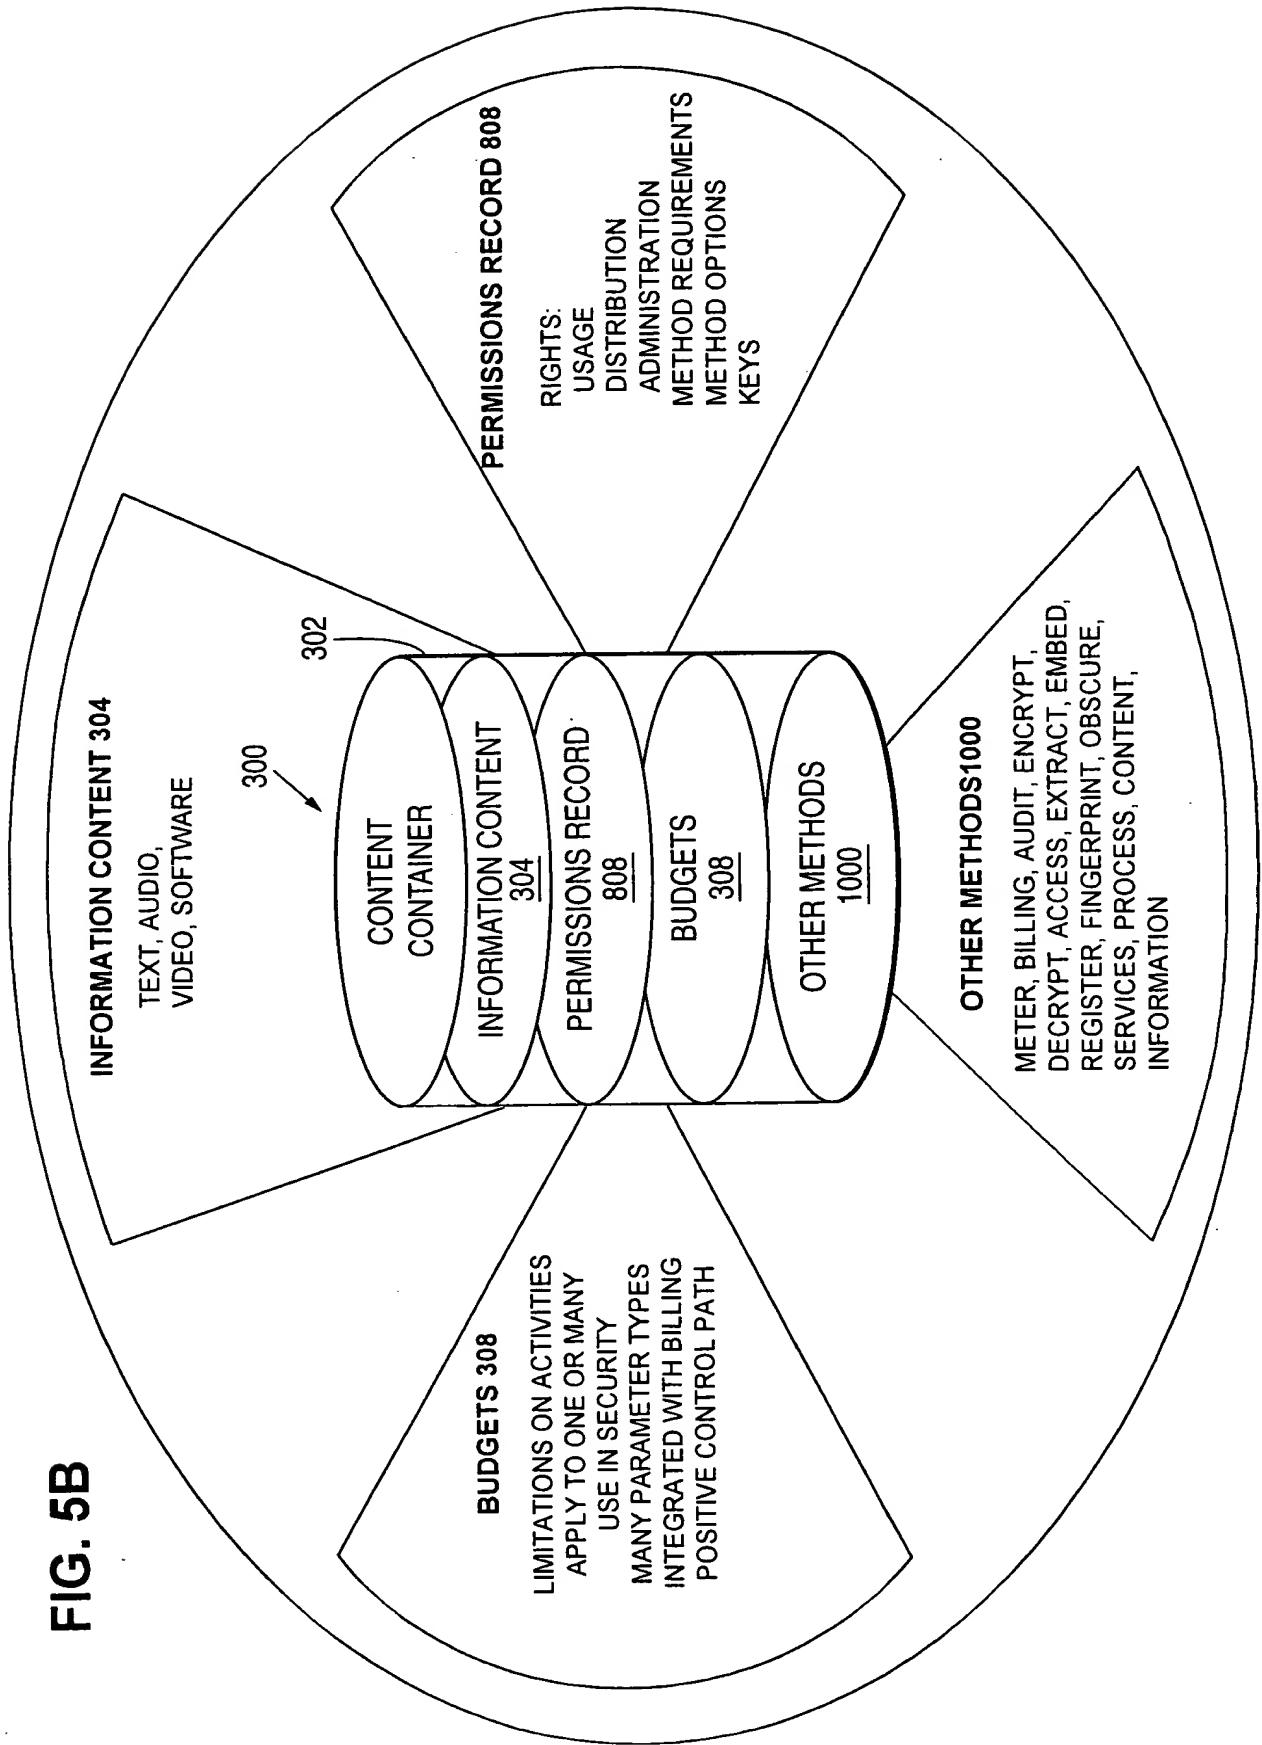 FIG. 5B
INFORMATION CONTENT 304
TEXT, AUDIO,
VIDEO, SOFTWARE
300
302
CONTENT
CONTAINER
INFORMATION CONTENT
304
PERMISSIONS RECORD
808
BUDGETS
308
OTHER METHODS
1000
BUDGETS 308
LIMITATIONS ON ACTIVITIES
APPLY TO ONE OR MANY
USE IN SECURITY
MANY PARAMETER TYPES
INTEGRATED WITH BILLING
POSITIVE CONTROL PATH
PERMISSIONS RECORD 808
RIGHTS:
USAGE
DISTRIBUTION
ADMINISTRATION
METHOD REQUIREMENTS
METHOD OPTIONS
KEYS
OTHER METHODS1000
METER, BILLING, AUDIT, ENCRYPT,
DECRYPT, ACCESS, EXTRACT, EMBED,
REGISTER, FINGERPRINT, OBSCURE,
SERVICES, PROCESS, CONTENT,
INFORMATION